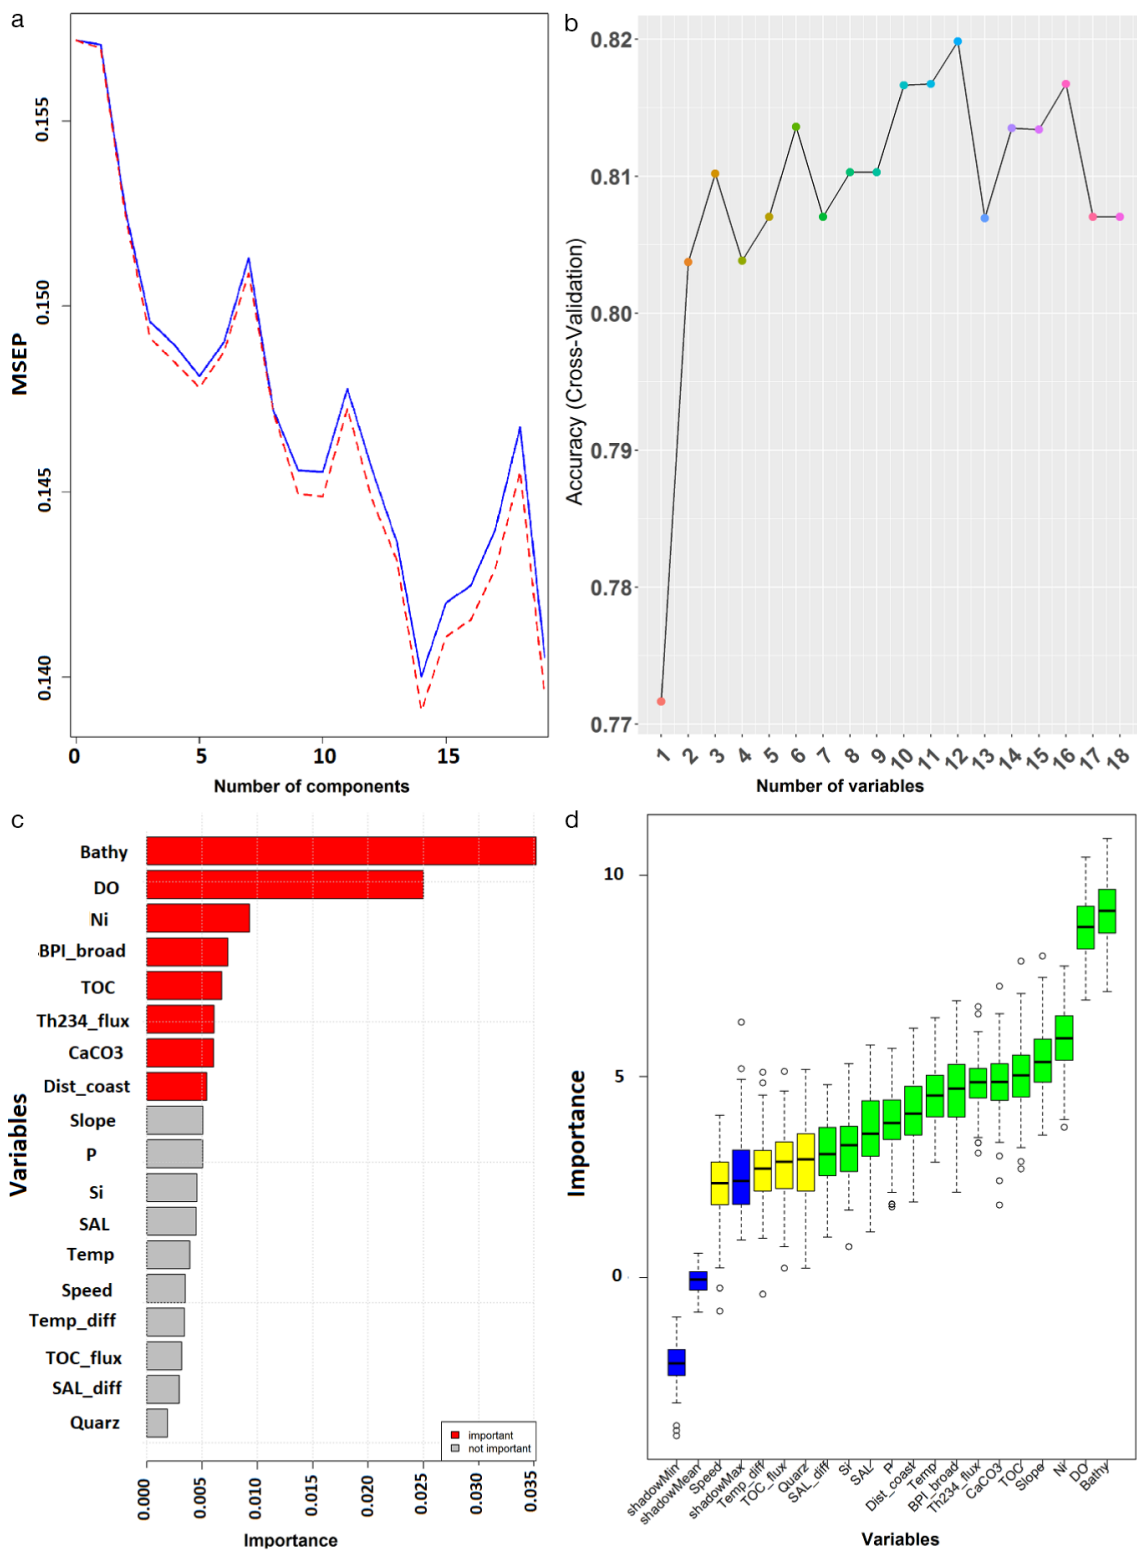 a
MSEP
0.155
0.150
0.145
0.140
0 5 10 15
Number of components
b
Accuracy (Cross-Validation)
0.82
0.81
0.80
0.79
0.78
0.77
1 2 3 4 5 6 7 8 9 10 11 12 13 14 15 16 17 18
Number of variables
c
Variables
Bathy
DO
Ni
BPI_broad
TOC
Th234_flux
CaCO3
Dist_coast
Slope
P
Si
SAL
Temp
Speed
Temp_diff
TOC_flux
SAL_diff
Quarz
important
not important
0.000 0.005 0.010 0.015 0.020 0.025 0.030 0.035
Importance
d
Importance
10
5
0
shadowMin shadowMean Speed shadowMax Temp_diff TOC_flux Quarz SAL_diff Si SAL P Dist_coast Temp BPI_broad Th234_flux CaCO3 TOC Slope Ni DO Bathy
Variables